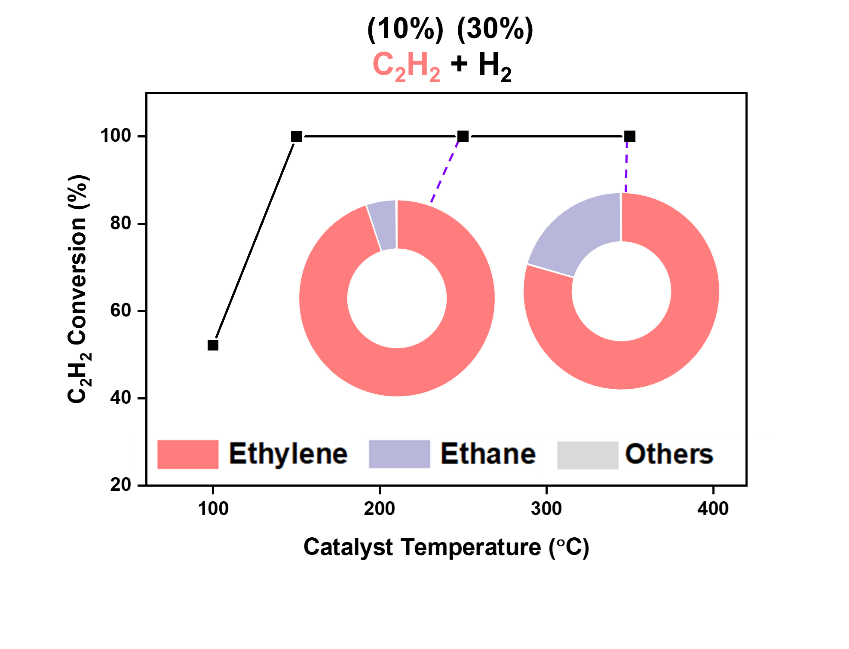 (10%) (30%)
C₂H₂ + H₂
C₂H₂ Conversion (%)
100
80
60
40
20
Ethylene Ethane Others
100 200 300 400
Catalyst Temperature (°C)